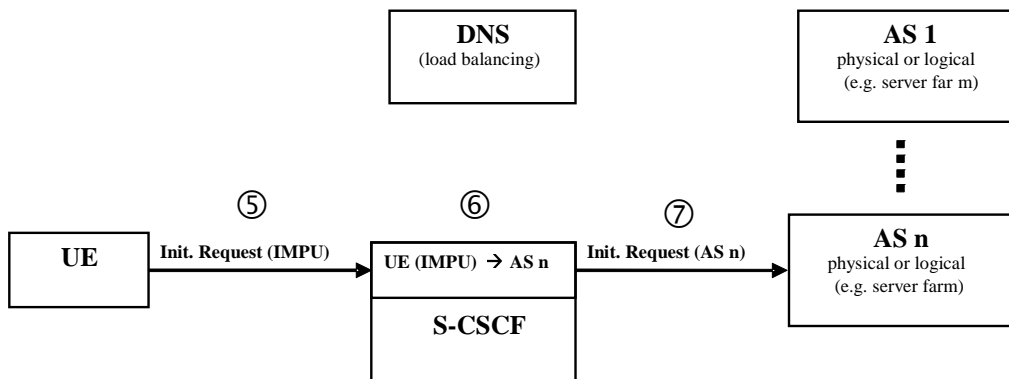 DNS
(load balancing)
AS 1
physical or logical
(e.g. server far m)
⑤
⑥
⑦
UE
Init. Request (IMPU)
UE (IMPU) → AS n
Init. Request (AS n)
AS n
physical or logical
(e.g. server farm)
S-CSCF